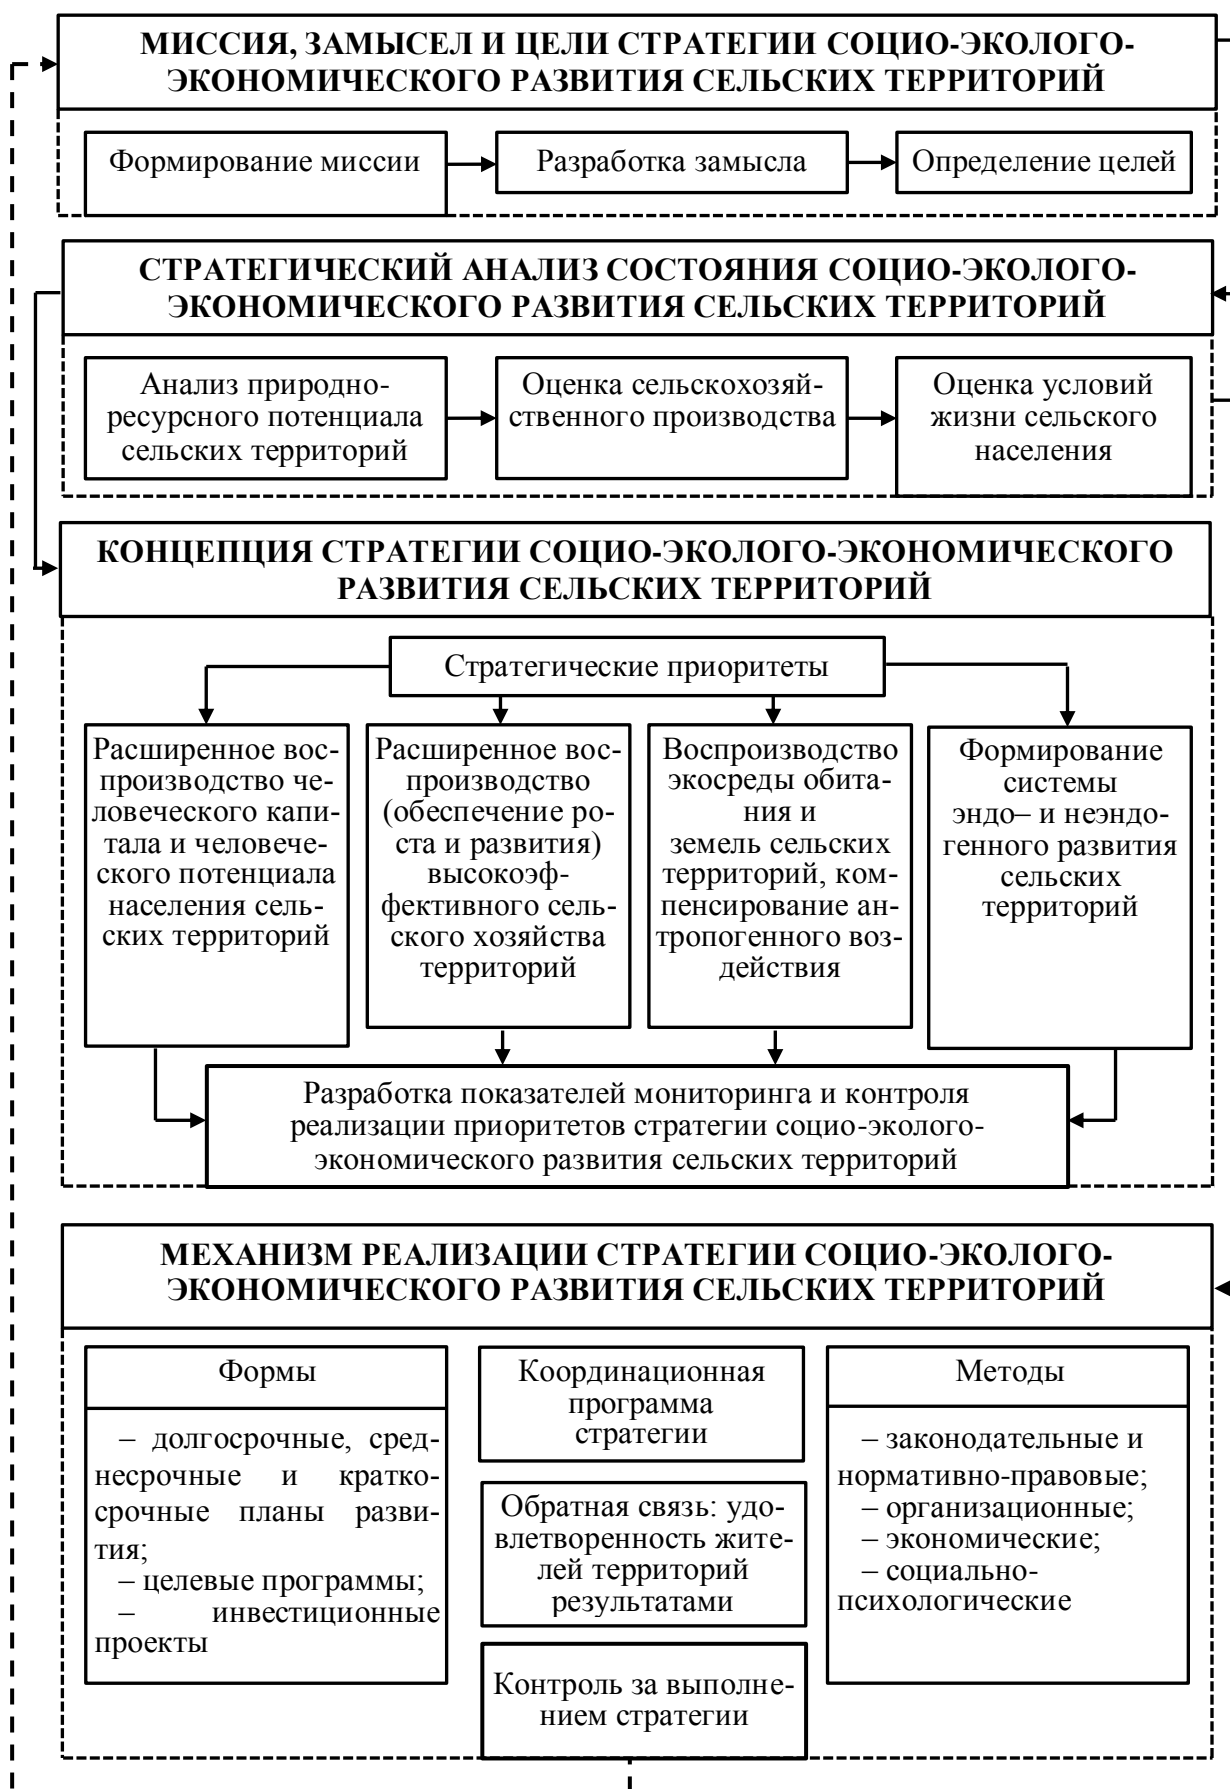 МИССИЯ, ЗАМЫСЕЛ И ЦЕЛИ СТРАТЕГИИ СОЦИО-ЭКОЛОГО-
ЭКОНОМИЧЕСКОГО РАЗВИТИЯ СЕЛЬСКИХ ТЕРРИТОРИЙ
Формирование миссии
Разработка замысла
Определение целей
СТРАТЕГИЧЕСКИЙ АНАЛИЗ СОСТОЯНИЯ СОЦИО-ЭКОЛОГО-
ЭКОНОМИЧЕСКОГО РАЗВИТИЯ СЕЛЬСКИХ ТЕРРИТОРИЙ
Анализ природно-
ресурсного потенциала
сельских территорий
Оценка сельскохозяй-
ственного производства
Оценка условий
жизни сельского
населения
КОНЦЕПЦИЯ СТРАТЕГИИ СОЦИО-ЭКОЛОГО-ЭКОНОМИЧЕСКОГО
РАЗВИТИЯ СЕЛЬСКИХ ТЕРРИТОРИЙ
Стратегические приоритеты
Расширенное вос-
производство че-
ловеческого капи-
тала и человече-
ского потенциала
населения сель-
ских территорий
Расширенное вос-
производство
(обеспечение ро-
ста и развития)
высокоэф-
фективного сель-
ского хозяйства
территорий
Воспроизводство
экосреды обита-
ния и
земель сельских
территорий, ком-
пенсирование ан-
тропогенного воз-
действия
Формирование
системы
эндо– и неэндо-
генного развития
сельских
территорий
Разработка показателей мониторинга и контроля
реализации приоритетов стратегии социо-эколого-
экономического развития сельских территорий
МЕХАНИЗМ РЕАЛИЗАЦИИ СТРАТЕГИИ СОЦИО-ЭКОЛОГО-
ЭКОНОМИЧЕСКОГО РАЗВИТИЯ СЕЛЬСКИХ ТЕРРИТОРИЙ
Формы
– долгосрочные, сред-
несрочные и кратко-
срочные планы разви-
тия;
– целевые программы;
– инвестиционные
проекты
Координационная
программа
стратегии
Обратная связь: удо-
влетворенность жите-
лей территорий
результатами
Контроль за выполне-
нием стратегии
Методы
– законодательные и
нормативно-правовые;
– организационные;
– экономические;
– социально-
психологические